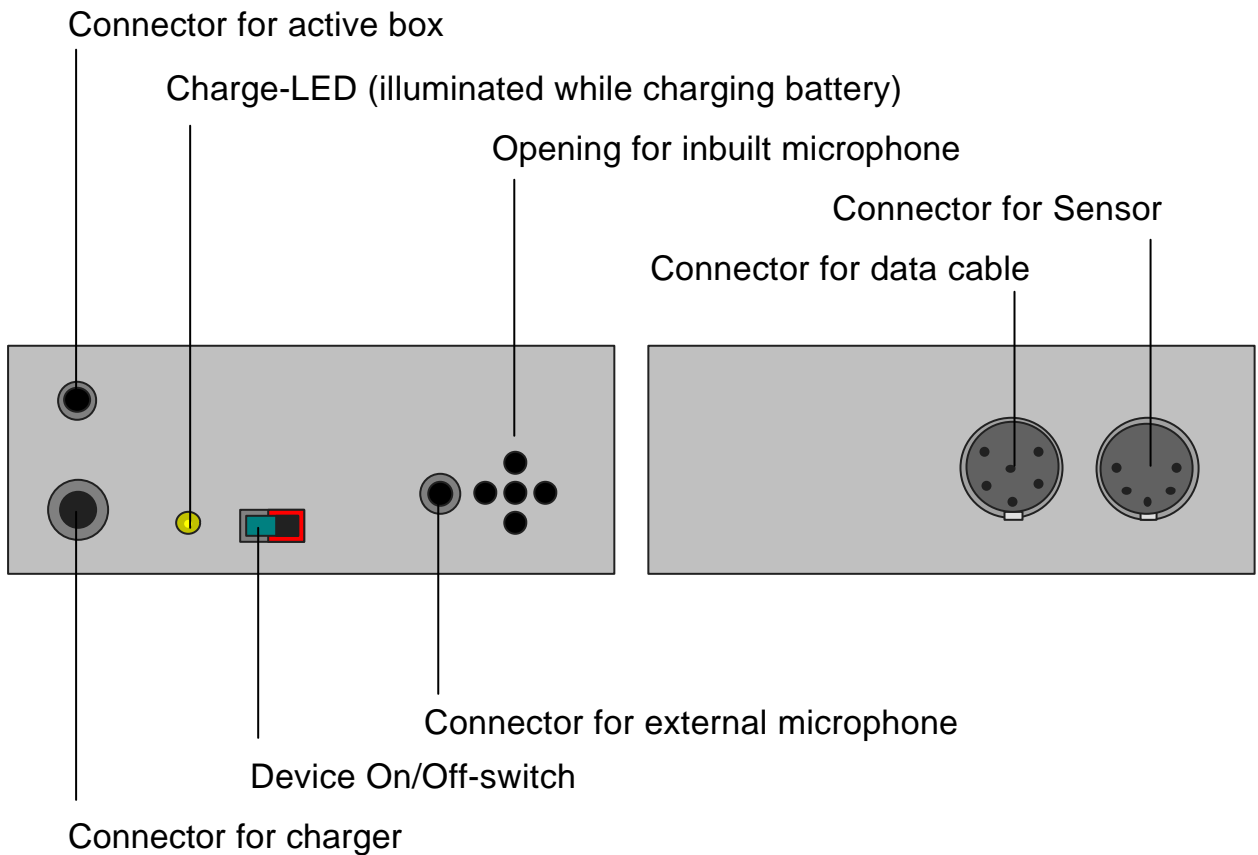 Connector for active box
Charge-LED (illuminated while charging battery)
Opening for inbuilt microphone
Connector for Sensor
Connector for data cable
Connector for external microphone
Device On/Off-switch
Connector for charger